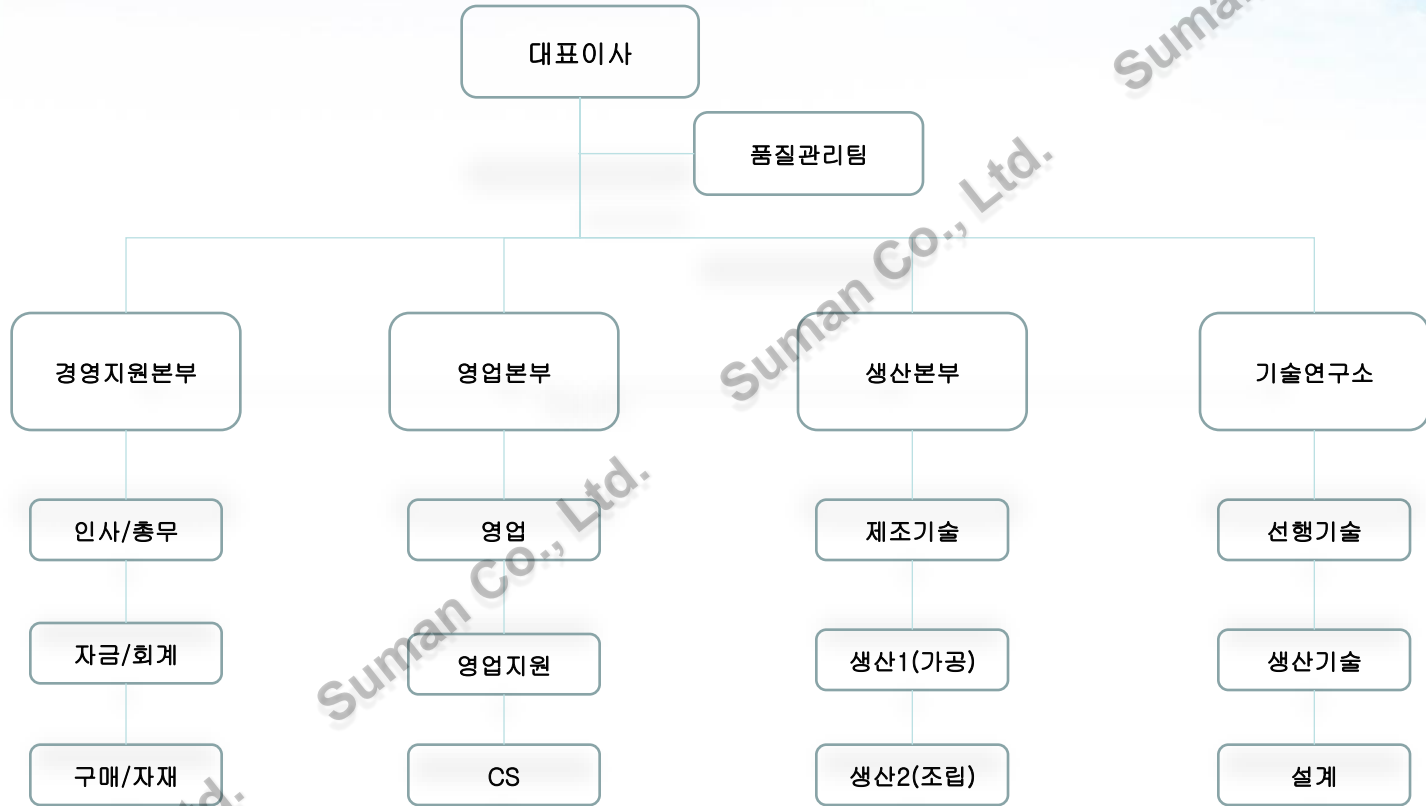 대표이사
품질관리팀
경영지원본부
영업본부
생산본부
기술연구소
인사/총무
영업
제조기술
선행기술
자금/회계
영업지원
생산1(가공)
생산기술
구매/자재
CS
생산2(조립)
설계
Suman Co., Ltd.
Suman Co., Ltd.
Suma
Ltd.